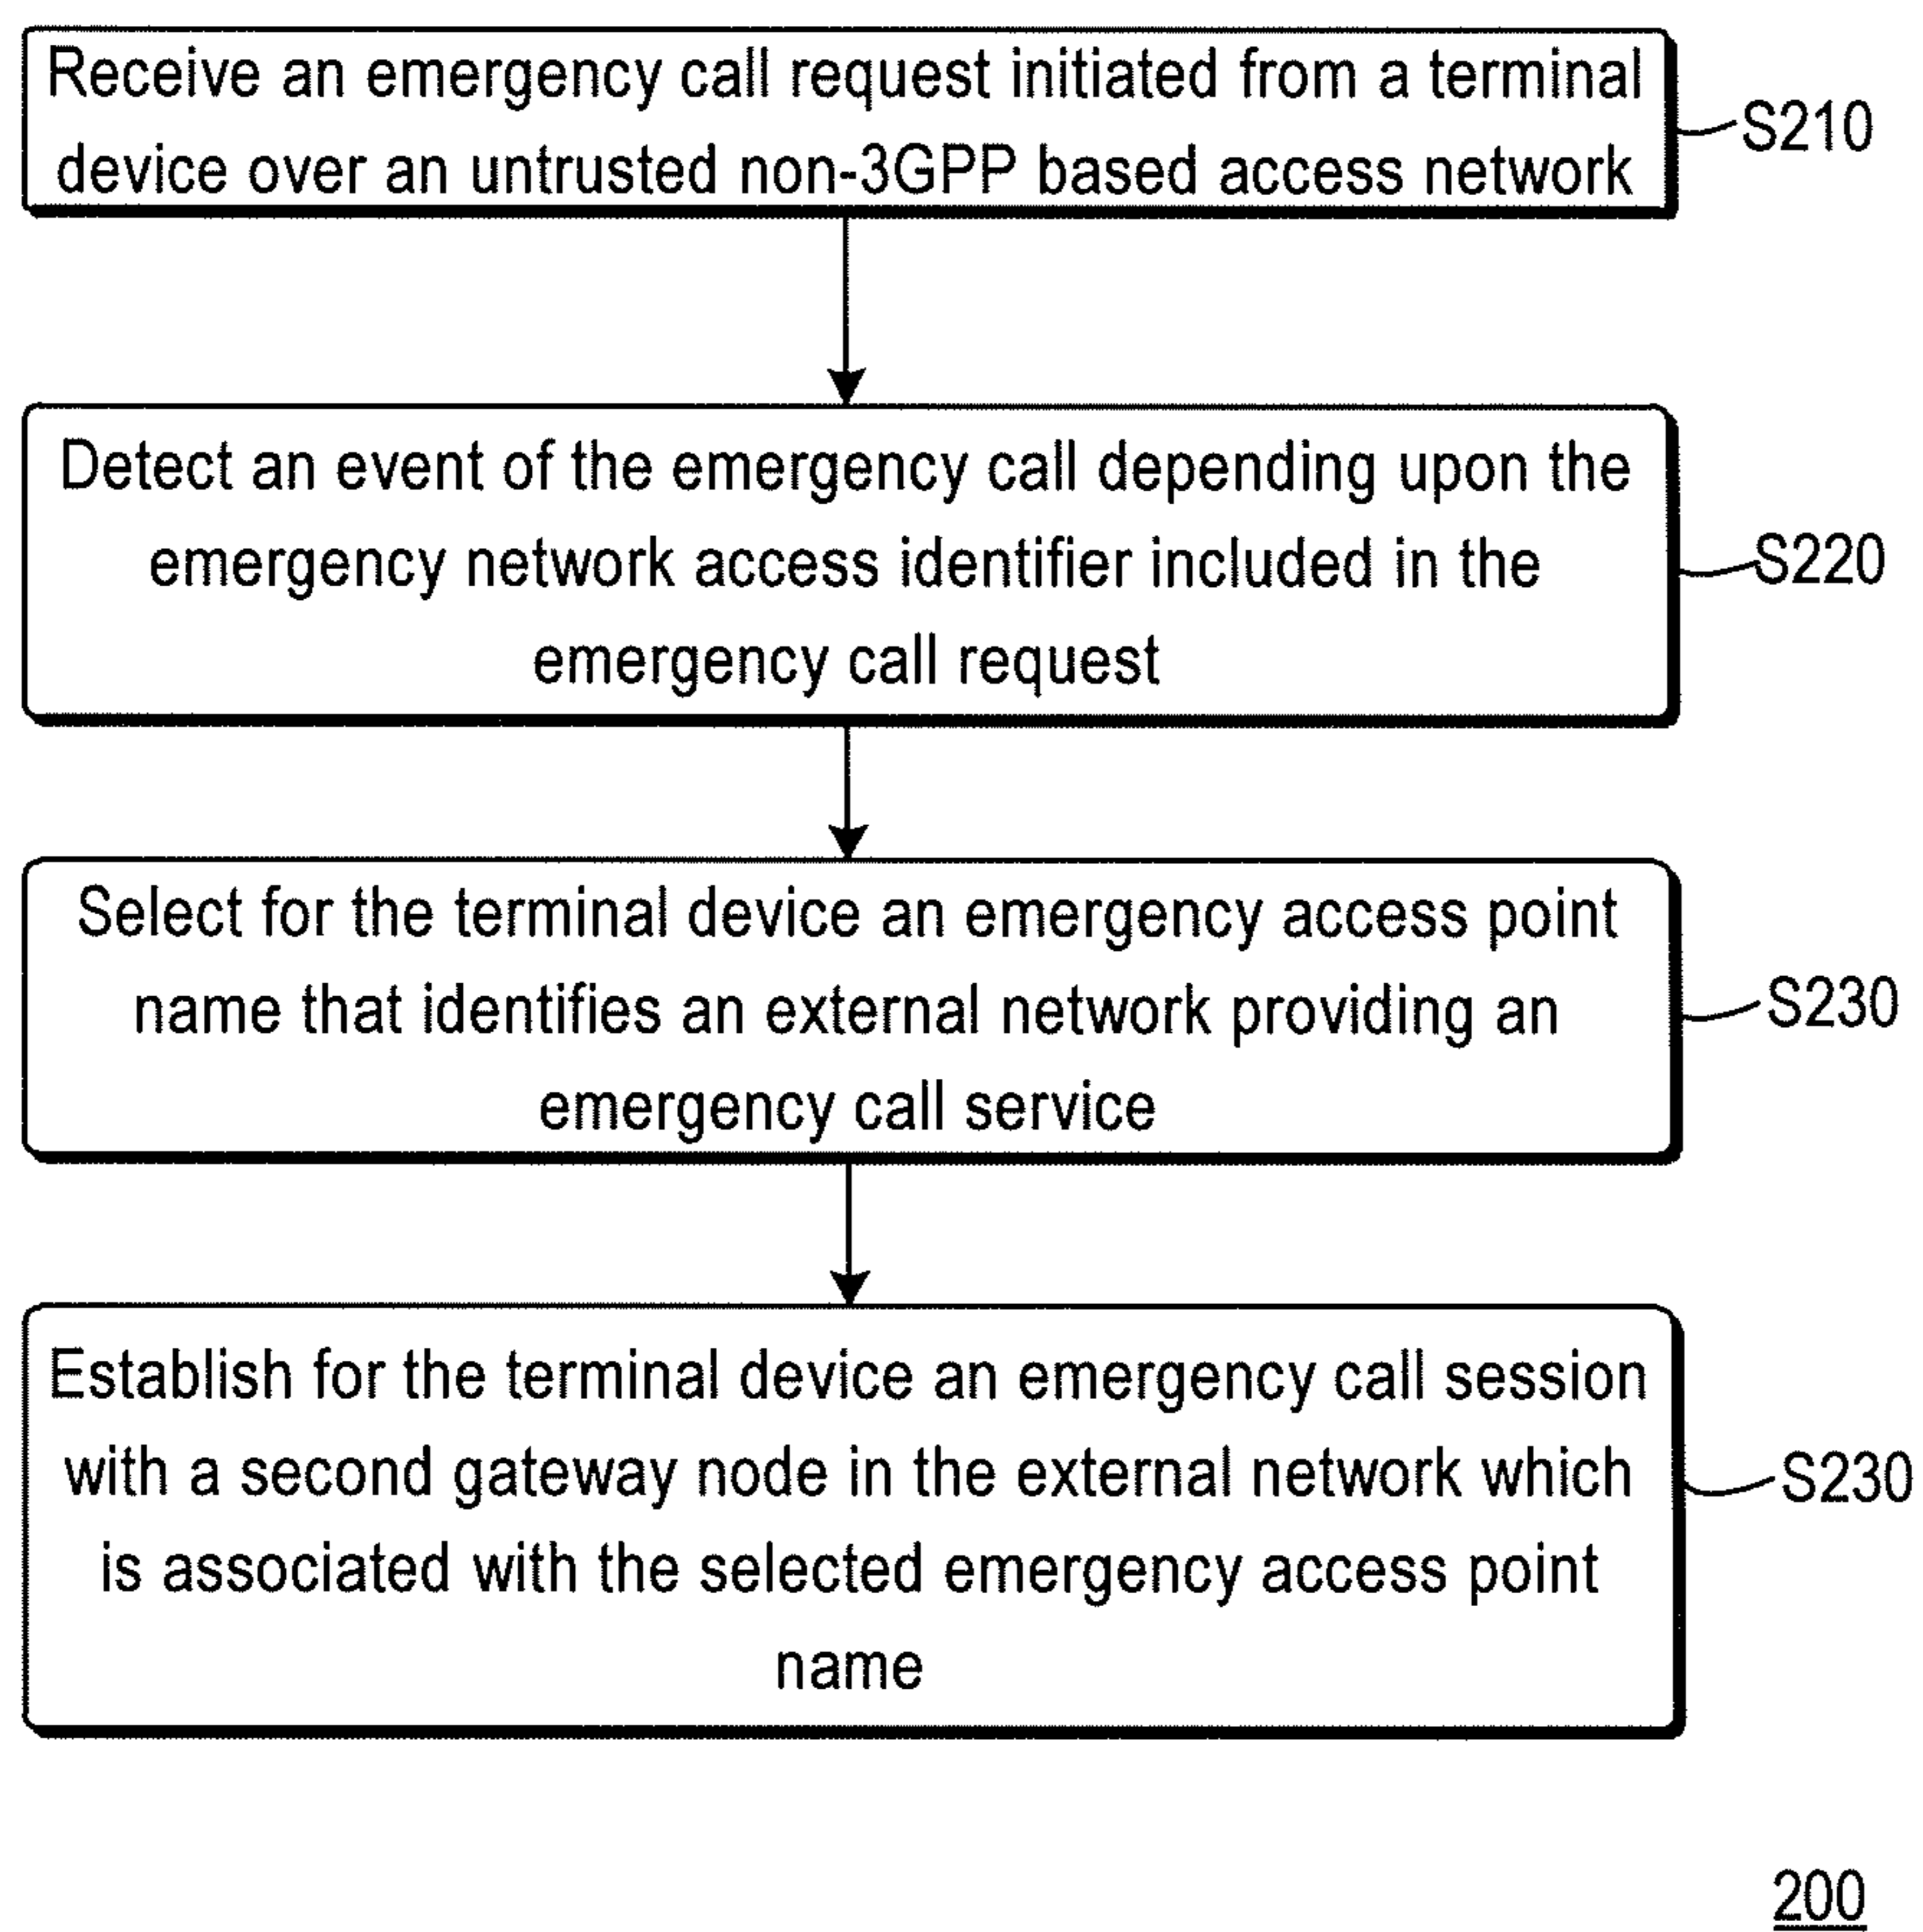 Receive an emergency call request initiated from a terminal
device over an untrusted non-3GPP based access network
S210
Detect an event of the emergency call depending upon the
emergency network access identifier included in the
emergency call request
S220
Select for the terminal device an emergency access point
name that identifies an external network providing an
emergency call service
S230
Establish for the terminal device an emergency call session
with a second gateway node in the external network which
is associated with the selected emergency access point
name
S230
200